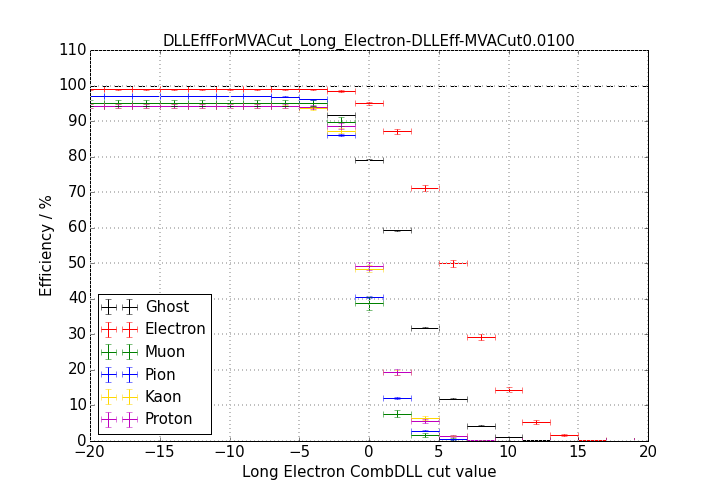 DLLEffForMVACut_Long_Electron-DLLEff-MVACut0.0100
110
100
90
80
70
60
50
40
30
20
10
0
Efficiency / %
Ghost
Electron
Muon
Pion
Kaon
Proton
−20 −15 −10 −5 0 5 10 15 20
Long Electron CombDLL cut value